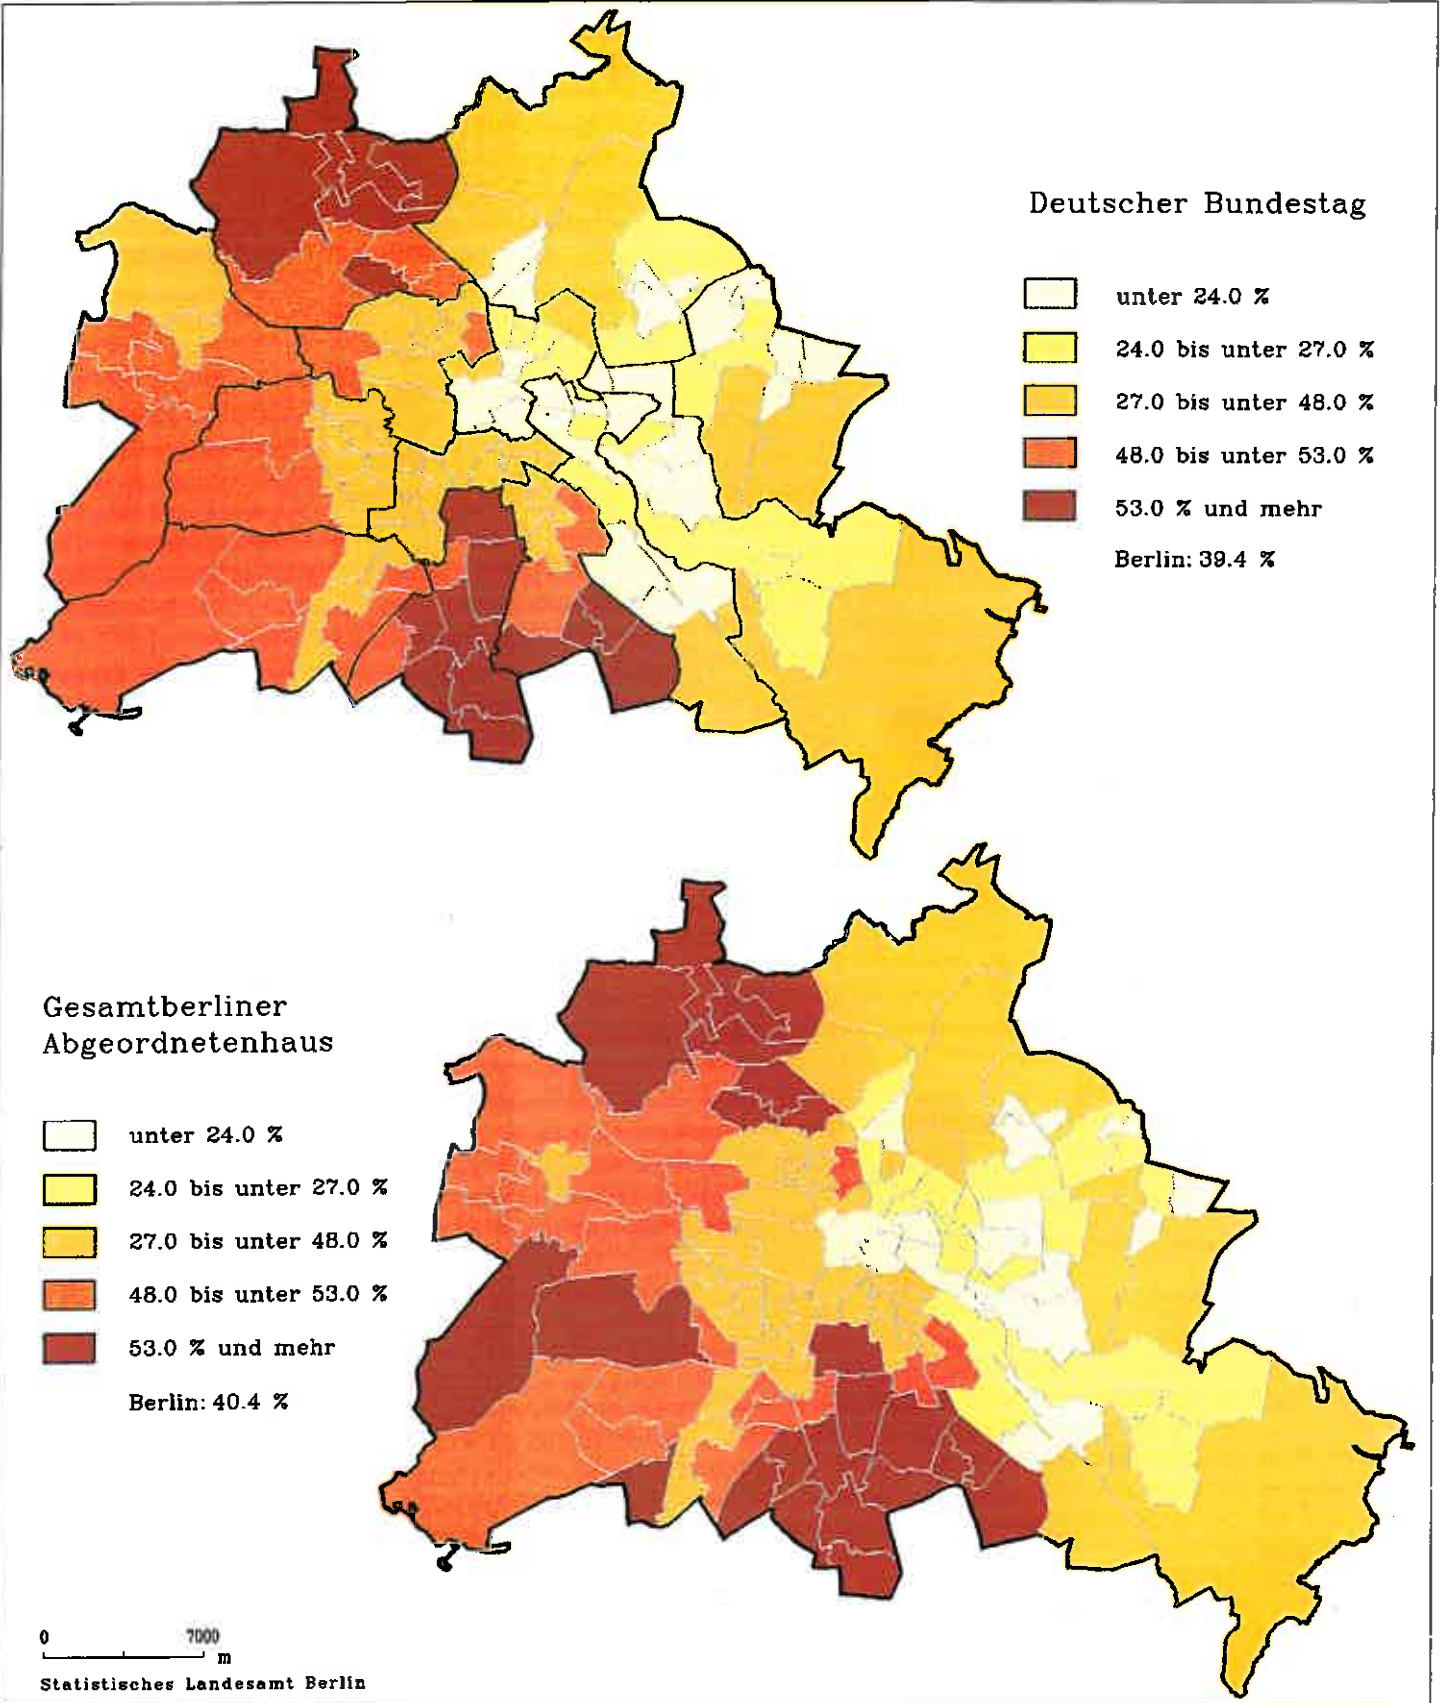 Deutscher Bundestag
unter 24.0 %
24.0 bis unter 27.0 %
27.0 bis unter 48.0 %
48.0 bis unter 53.0 %
53.0 % und mehr
Berlin: 39.4 %
Gesamtberliner
Abgeordnetenhaus
unter 24.0 %
24.0 bis unter 27.0 %
27.0 bis unter 48.0 %
48.0 bis unter 53.0 %
53.0 % und mehr
Berlin: 40.4 %
0 7000
m
Statistisches Landesamt Berlin